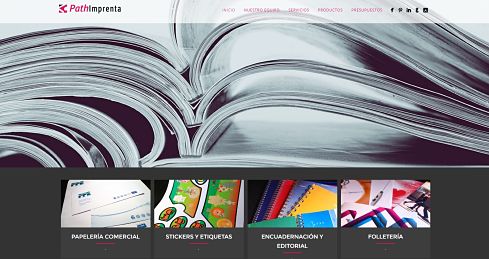 PathImprenta
INICIO NUESTRO EQUIPO SERVICIOS PRODUCTOS PRESUPUESTOS
PAPELERÍA COMERCIAL
STICKERS Y ETIQUETAS
ENCUADERNACIÓN Y
EDITORIAL
FOLLETERÍA